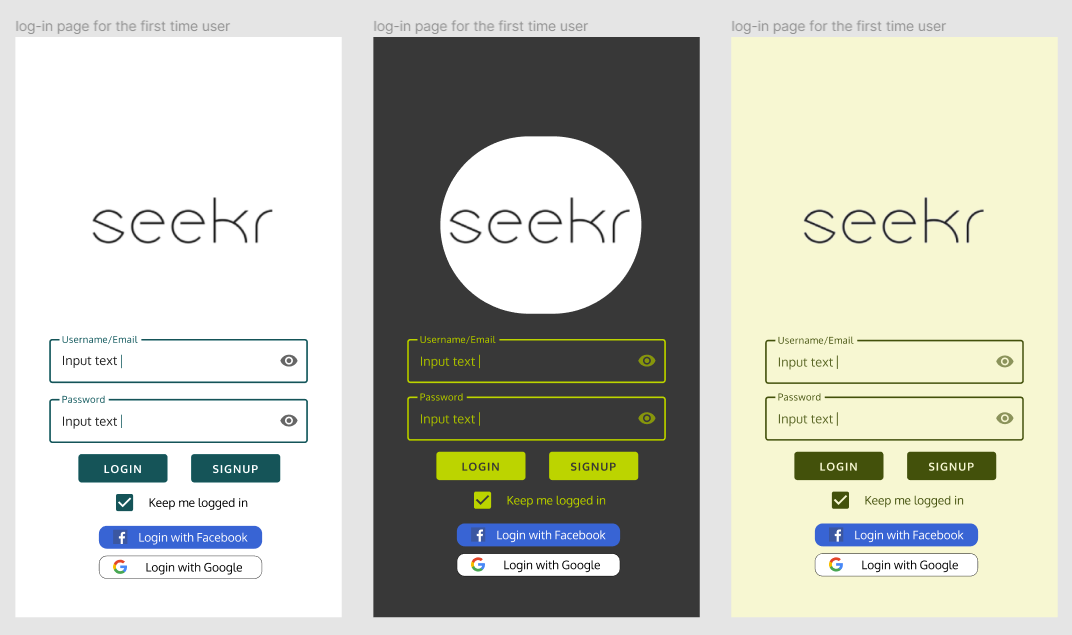 log-in page for the first time user
seekr
Username/Email
Input text
Password
Input text
LOGIN
SIGNUP
Keep me logged in
Login with Facebook
Login with Google
log-in page for the first time user
seekr
Username/Email
Input text
Password
Input text
LOGIN
SIGNUP
Keep me logged in
Login with Facebook
Login with Google
log-in page for the first time user
seekr
Username/Email
Input text
Password
Input text
LOGIN
SIGNUP
Keep me logged in
Login with Facebook
Login with Google